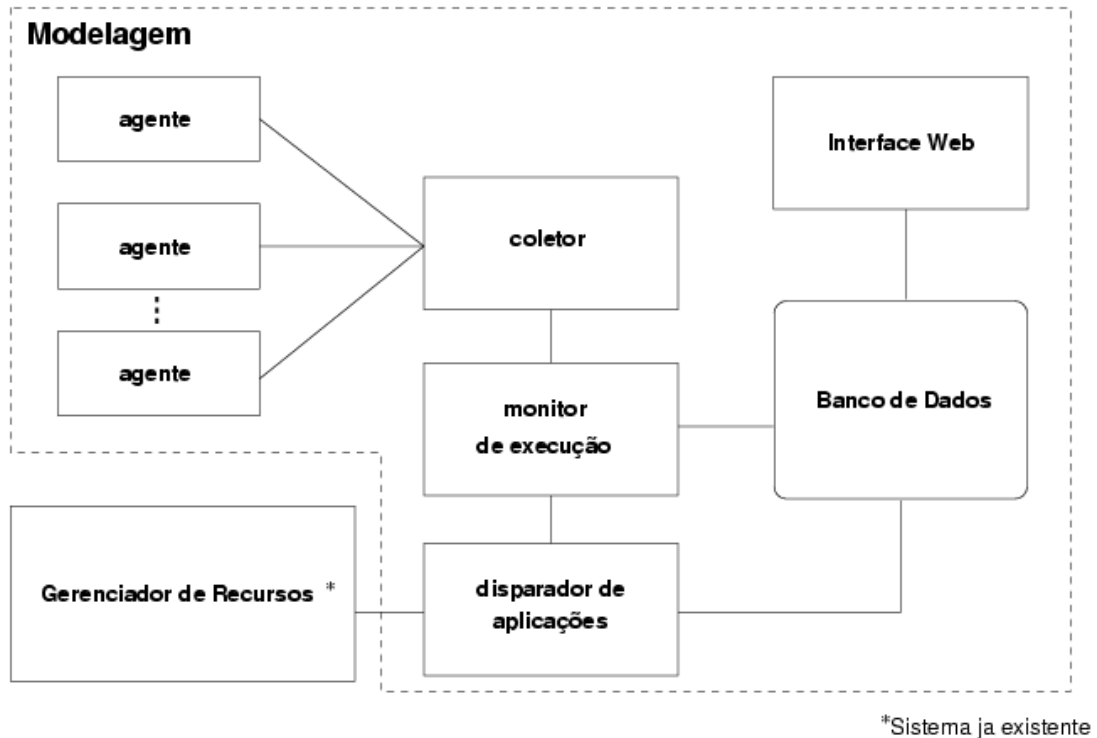 Modelagem
agente
agente
agente
coletor
monitor
de execução
disparador de
aplicações
Interface Web
Banco de Dados
Gerenciador de Recursos *
*Sistema ja existente